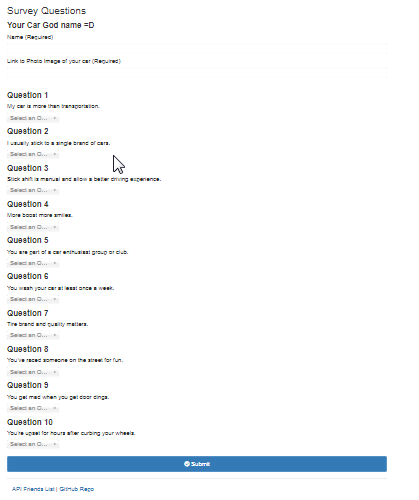 Survey Questions
Your Car God name =D
Name (Required)
Link to Photo Image of your car (Required)
Question 1
My car is more than transportation.
Select an O...
Question 2
I usually stick to a single brand of cars.
Select an O...
Question 3
Stick shift is manual and allow a better driving experience.
Select an O...
Question 4
More boost more smiles.
Select an O...
Question 5
You are part of a car enthusiast group or club.
Select an O...
Question 6
You wash your car at least once a week.
Select an O...
Question 7
Tire brand and quality matters.
Select an O...
Question 8
You've raced someone on the street for fun.
Select an O...
Question 9
You get mad when you get door dings.
Select an O...
Question 10
You're upset for hours after curbing your wheels.
Select an O...
Submit
API Friends List | GitHub Repo